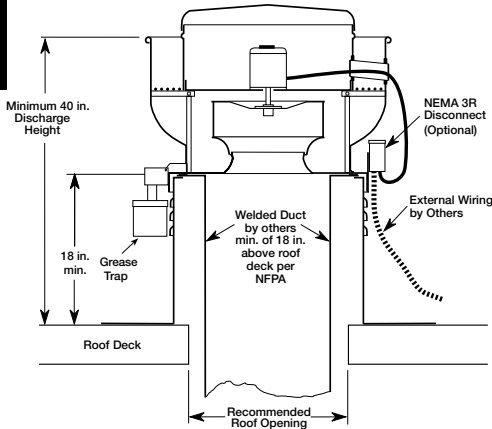 Minimum 40 in.
Discharge
Height
NEMA 3R
Disconnect
(Optional)
External Wiring
by Others
Welded Duct
by others
min. of 18 in.
above roof
deck per
NFPA
18 in.
min.
Grease
Trap
Roof Deck
Recommended
Roof Opening